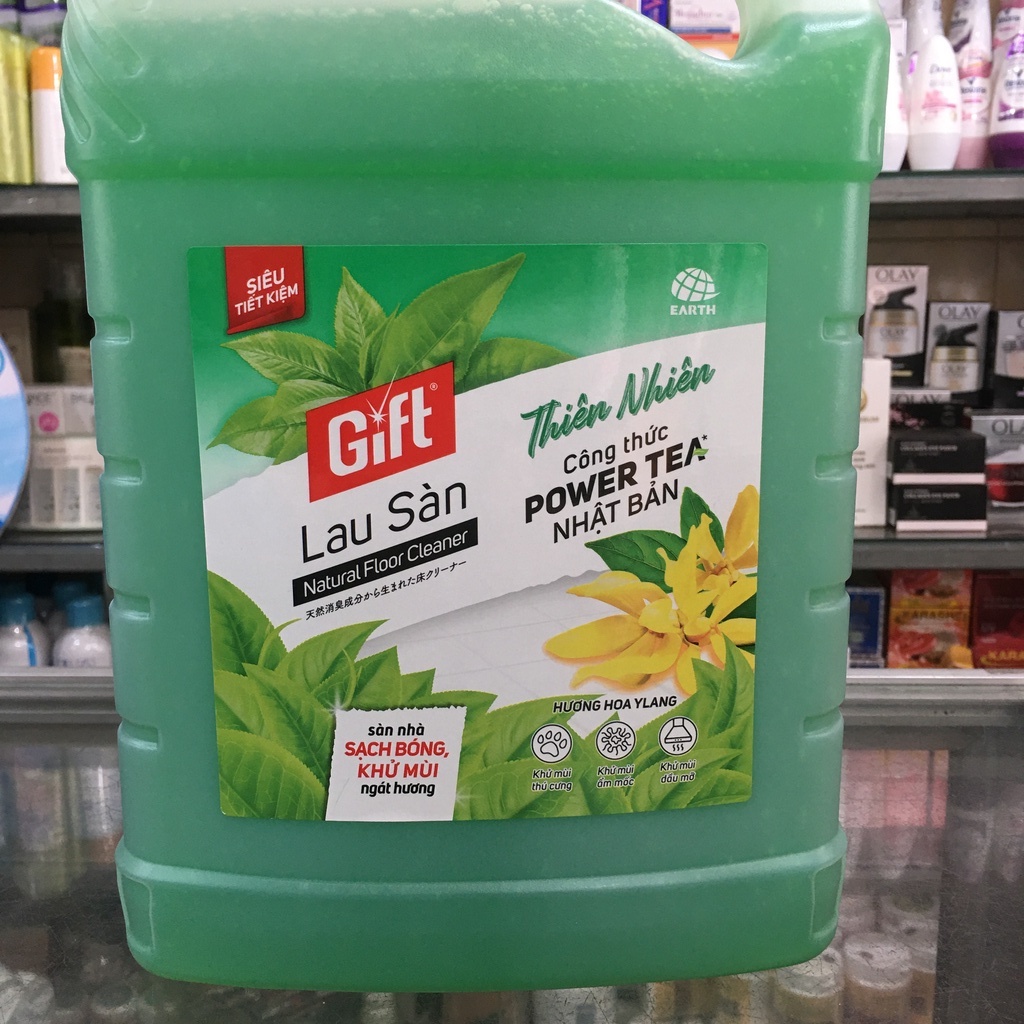 SIÊU
TIẾT KIỆM
EARTH
Gift®
Lau Sàn
Natural Floor Cleaner
天然消臭成分から生まれた床クリーナー
Thiên Nhiên
Công thức
POWER TEA*
NHẬT BẢN
HƯƠNG HOA YLANG
Khử mùi
thú cưng
Khử mùi
ẩm mốc
Khử mùi
dầu mỡ
sàn nhà
SẠCH BÓNG,
KHỬ MÙI
ngát hương
Dove
OLAY
OLAY
OLAY
OLAY